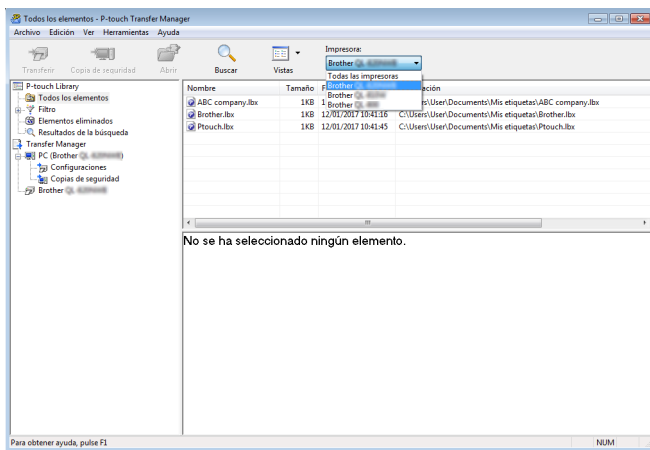 Todos los elementos - P-touch Transfer Manager
Archivo Edición Ver Herramientas Ayuda
Transferir Copia de seguridad Abrir Buscar Vistas
Impresora:
Brother
Todas las impresoras
Brother
Brother
Brother
P-touch Library
Todos los elementos
Filtro
Elementos eliminados
Resultados de la búsqueda
Transfer Manager
PC (Brother
Configuraciones
Copias de seguridad
Brother
Nombre Tamaño
ABC company.lbx 1KB \User\Documents\Mis etiquetas\ABC company.lbx
Brother.lbx 1KB 12/01/2017 10:41:16 C:\Users\User\Documents\Mis etiquetas\Brother.lbx
Ptouch.lbx 1KB 12/01/2017 10:41:45 C:\Users\User\Documents\Mis etiquetas\Ptouch.lbx
No se ha seleccionado ningún elemento.
Para obtener ayuda, pulse F1 NUM